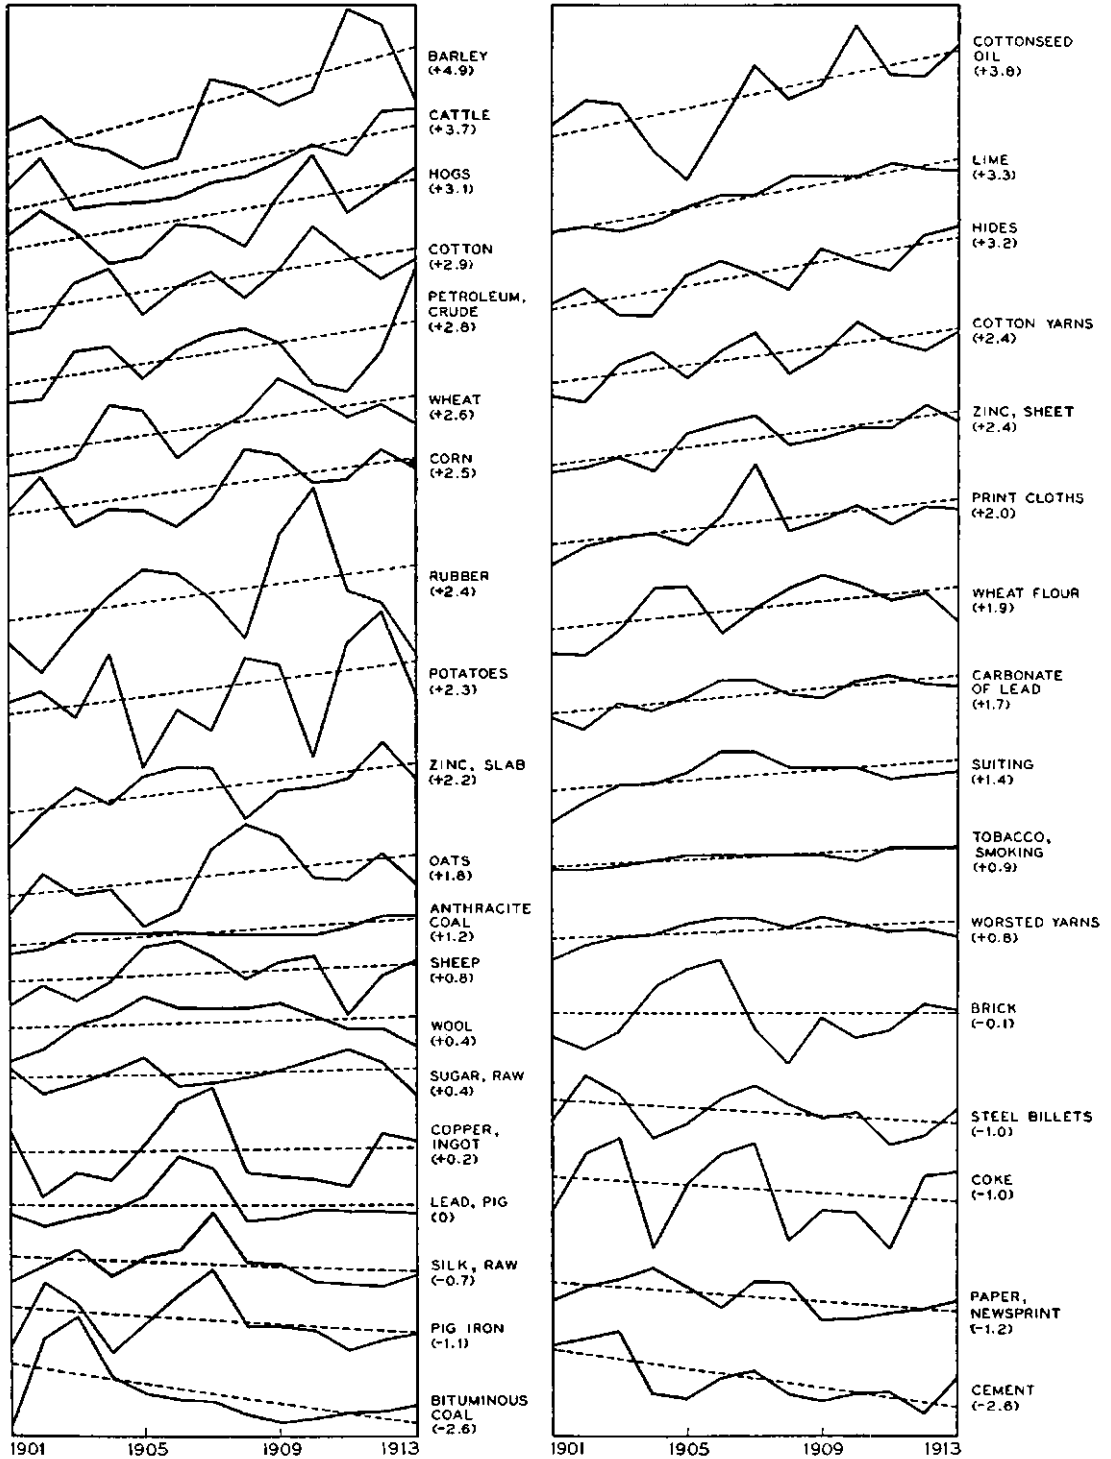 BARLEY
(+4.9)
CATTLE
(+3.7)
HOGS
(+3.1)
COTTON
(+2.9)
PETROLEUM,
CRUDE
(+2.8)
WHEAT
(+2.6)
CORN
(+2.5)
RUBBER
(+2.4)
POTATOES
(+2.3)
ZINC, SLAB
(+2.2)
OATS
(+1.8)
ANTHRACITE
COAL
(+1.2)
SHEEP
(+0.8)
WOOL
(+0.4)
SUGAR, RAW
(+0.4)
COPPER,
INGOT
(+0.2)
LEAD, PIG
(0)
SILK, RAW
(-0.7)
PIG IRON
(-1.1)
BITUMINOUS
COAL
(-2.6)
1901 1905 1909 1913
COTTONSEED
OIL
(+3.8)
LIME
(+3.3)
HIDES
(+3.2)
COTTON YARNS
(+2.4)
ZINC, SHEET
(+2.4)
PRINT CLOTHS
(+2.0)
WHEAT FLOUR
(+1.9)
CARBONATE
OF LEAD
(+1.7)
SUITING
(+1.4)
TOBACCO,
SMOKING
(+0.9)
WORSTED YARNS
(+0.8)
BRICK
(-0.1)
STEEL BILLETS
(-1.0)
COKE
(-1.0)
PAPER,
NEWSPRINT
(-1.2)
CEMENT
(-2.6)
1901 1905 1909 1913